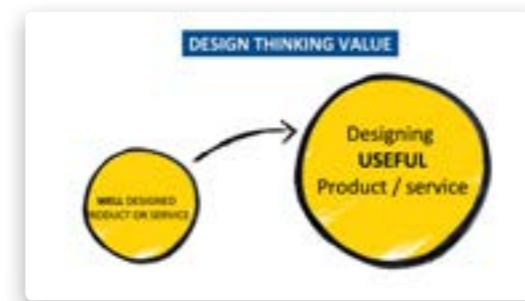 DESIGN THINKING VALUE
Designing
USEFUL
Product / service
WELL DESIGNED
PRODUCT OR SERVICE